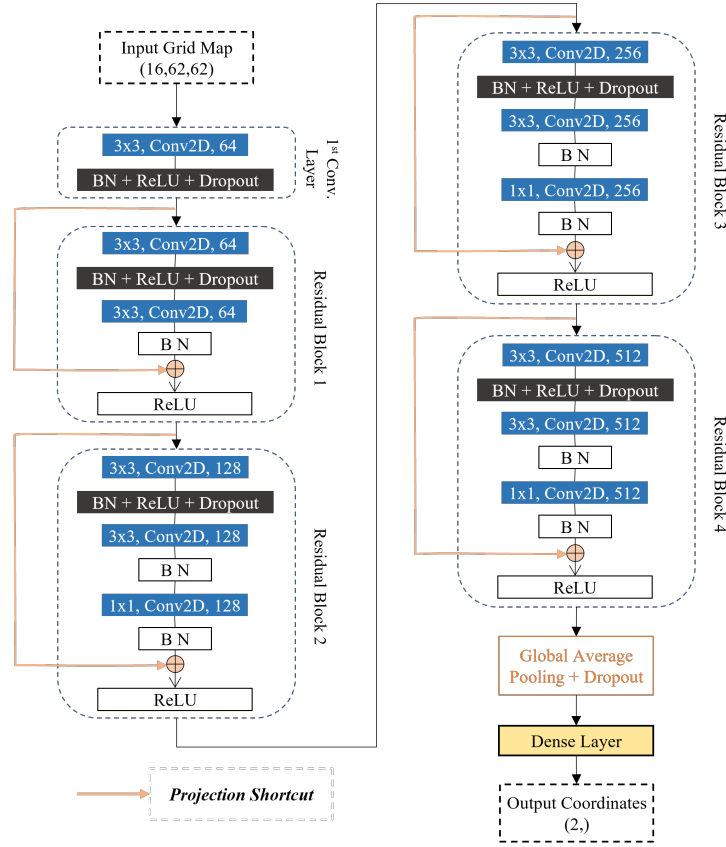 Input Grid Map
(16,62,62)
3x3, Conv2D, 64
BN + ReLU + Dropout
1st Conv.
Layer
3x3, Conv2D, 64
BN + ReLU + Dropout
3x3, Conv2D, 64
B N
ReLU
Residual Block 1
3x3, Conv2D, 128
BN + ReLU + Dropout
3x3, Conv2D, 128
B N
1x1, Conv2D, 128
B N
ReLU
Residual Block 2
Projection Shortcut
3x3, Conv2D, 256
BN + ReLU + Dropout
3x3, Conv2D, 256
B N
1x1, Conv2D, 256
B N
ReLU
Residual Block 3
3x3, Conv2D, 512
BN + ReLU + Dropout
3x3, Conv2D, 512
B N
1x1, Conv2D, 512
B N
ReLU
Residual Block 4
Global Average
Pooling + Dropout
Dense Layer
Output Coordinates
(2,)